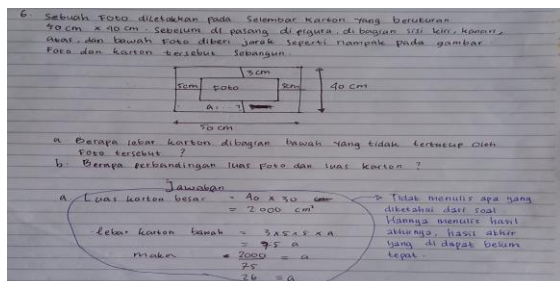 6. Sebuah Foto diletakkan pada Selembar Karton yang berukuran
50 cm x 40 cm. Sebelum di pasang di Figura, di bagian sisi kiri, kanan,
atas, dan bawah Foto diberi jarak seperti nampak pada gambar
Foto dan karton tersebut Sebangun.
3 cm
5cm Foto 5cm 40 cm
a...?
50 cm
a Berapa lebar karton dibagian bawah yang tidak tertutup oleh
Foto tersebut ?
b. Berapa perbandingan luas Foto dan luas karton ?
Jawaban
a Luas karton besar = 40 x 50
= 2000 cm²
lebar karton bawah = 3 x 5 x 5 x a
= 75 a
maka = 2000 = a
75
26 = a
Tidak menulis apa yang
diketahui dari soal
Hannya menulis hasil
akhirnya, hasil akhir
yang di dapat belum
tepat.